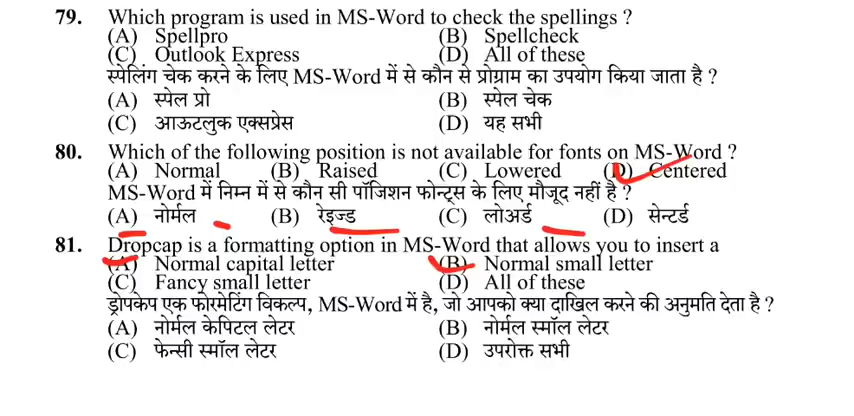 79. Which program is used in MS-Word to check the spellings ?
(A) Spellpro (B) Spellcheck
(C) Outlook Express (D) All of these
स्पेलिंग चेक करने के लिए MS-Word में से कौन से प्रोग्राम का उपयोग किया जाता है ?
(A) स्पेल प्रो (B) स्पेल चेक
(C) आऊटलुक एक्सप्रेस (D) यह सभी
80. Which of the following position is not available for fonts on MS-Word ?
(A) Normal (B) Raised (C) Lowered (D) Centered
MS-Word में निम्न में से कौन सी पॉजिशन फोन्ट्स के लिए मौजूद नहीं है ?
(A) नोर्मल (B) रेइज्ड (C) लोअर्ड (D) सेन्टर्ड
81. Dropcap is a formatting option in MS-Word that allows you to insert a
(A) Normal capital letter (B) Normal small letter
(C) Fancy small letter (D) All of these
ड्रोपकेप एक फोरमेटिंग विकल्प, MS-Word में है, जो आपको क्या दाखिल करने की अनुमति देता है ?
(A) नोर्मल केपिटल लेटर (B) नोर्मल स्मॉल लेटर
(C) फेन्सी स्मॉल लेटर (D) उपरोक्त सभी